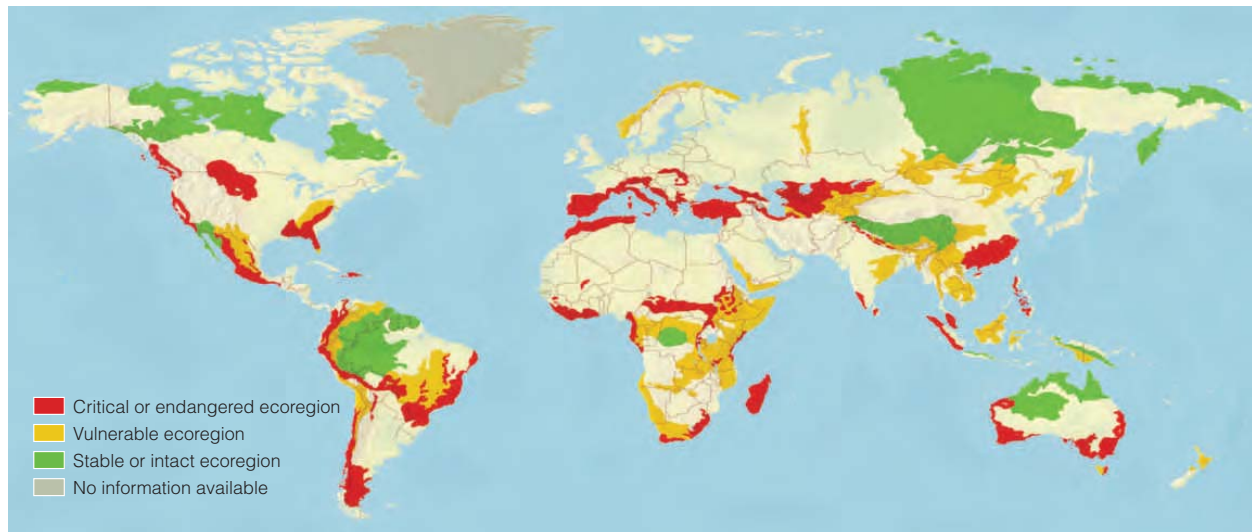 Critical or endangered ecoregion
Vulnerable ecoregion
Stable or intact ecoregion
No information available